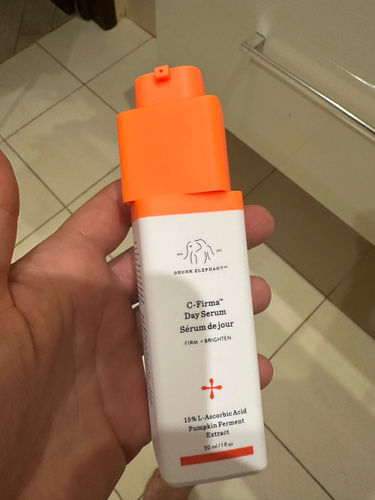 DRUNK ELEPHANT™
C-Firma™
Day Serum
Sérum de jour
FIRM + BRIGHTEN
15% L-Ascorbic Acid
Pumpkin Ferment
Extract
30 ml / 1 fl oz